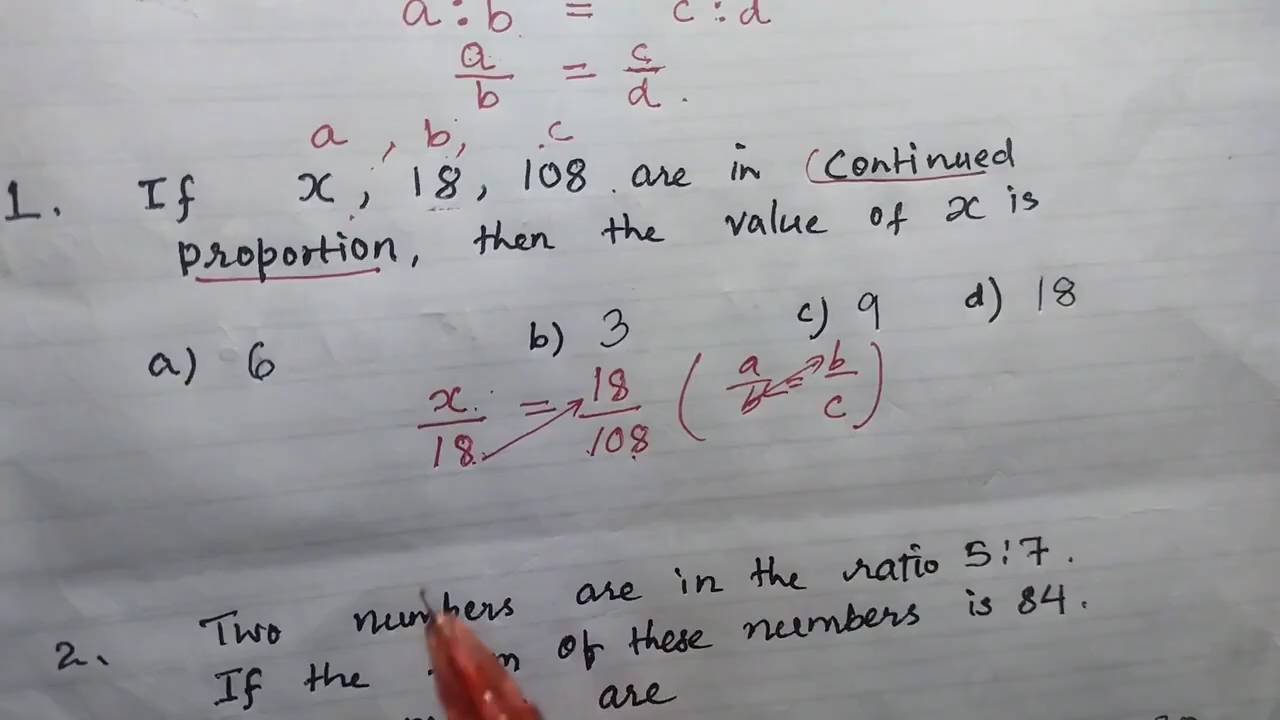 a : b = c : d
a/b = c/d.
a, b, c
1. If x, 18, 108 are in (Continued
proportion, then the value of x is
a) 6 b) 3 c) 9 d) 18
x/18 = 18/108 (a/b = b/c)
2. Two numbers are in the ratio 5:7.
If the of these numbers is 84.
are